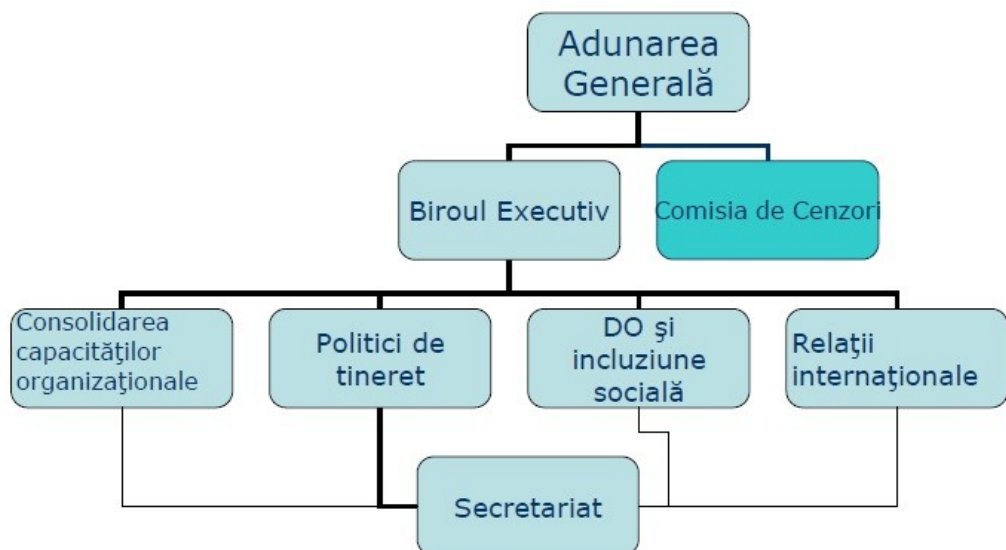 Adunarea
Generală
Biroul Executiv
Comisia de Cenzori
Consolidarea
capacităţilor
organizaţionale
Politici de
tineret
DO şi
incluziune
socială
Relaţii
internaţionale
Secretariat